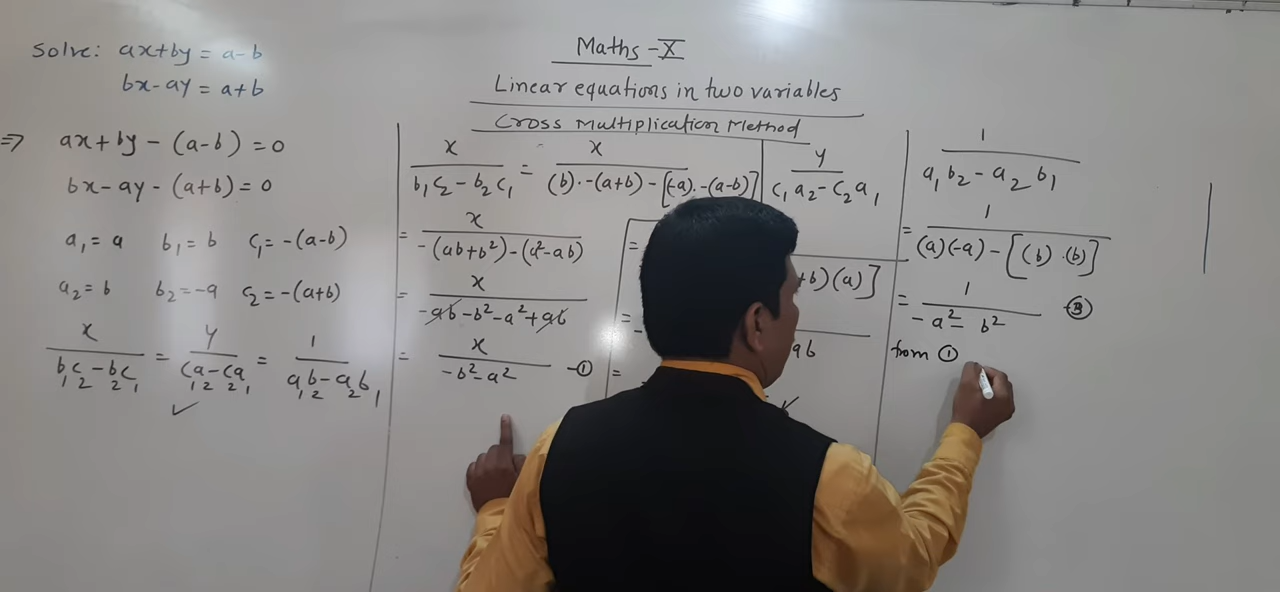 Solve: ax+by = a-b
bx-ay = a+b
Maths -X
Linear equations in two variables
Cross Multiplication Method
⇒ ax+by - (a-b) = 0
bx-ay - (a+b) = 0
a₁ = a b₁ = b c₁ = -(a-b)
a₂ = b b₂ = -a c₂ = -(a+b)
x/(b₁c₂ - b₂c₁) = y/(c₁a₂ - c₂a₁) = 1/(a₁b₂ - a₂b₁)
✓
x/(b₁c₂ - b₂c₁) = x/((b)·-(a+b) - [(-a)·-(a-b)])
= x/(-(ab+b²) - (a²-ab))
= x/(-ab - b² - a² + ab)
= x/(-b² - a²) -①
y/(c₁a₂ - c₂a₁)
=
+b)(a)]
=
ab
=
✓
1/(a₁b₂ - a₂b₁)
= 1/((a)(-a) - [(b)·(b)])
= 1/(-a² - b²) -③
from ①